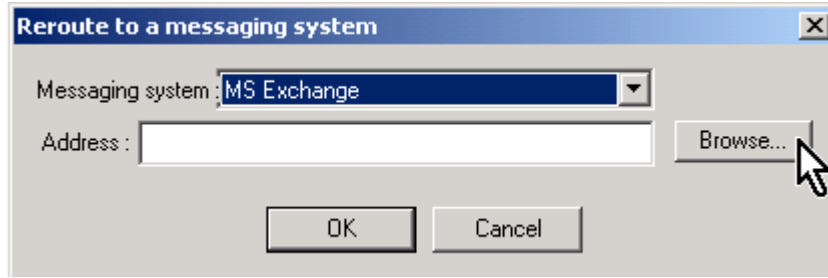 Reroute to a messaging system
Messaging system : MS Exchange
Address :
Browse...
OK
Cancel